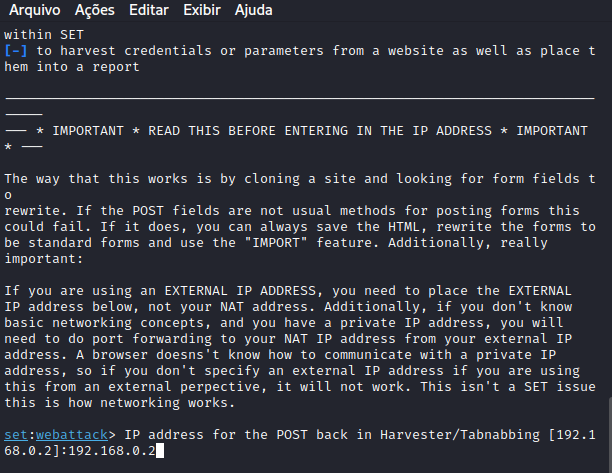 Arquivo Ações Editar Exibir Ajuda
within SET
[-] to harvest credentials or parameters from a website as well as place t
hem into a report
-------------------------------------------------------------------------------
--- * IMPORTANT * READ THIS BEFORE ENTERING IN THE IP ADDRESS * IMPORTANT
* ---
The way that this works is by cloning a site and looking for form fields t
o
rewrite. If the POST fields are not usual methods for posting forms this
could fail. If it does, you can always save the HTML, rewrite the forms to
be standard forms and use the "IMPORT" feature. Additionally, really
important:
If you are using an EXTERNAL IP ADDRESS, you need to place the EXTERNAL
IP address below, not your NAT address. Additionally, if you don't know
basic networking concepts, and you have a private IP address, you will
need to do port forwarding to your NAT IP address from your external IP
address. A browser doesns't know how to communicate with a private IP
address, so if you don't specify an external IP address if you are using
this from an external perpective, it will not work. This isn't a SET issue
this is how networking works.
set:webattack> IP address for the POST back in Harvester/Tabnabbing [192.1
68.0.2]:192.168.0.2